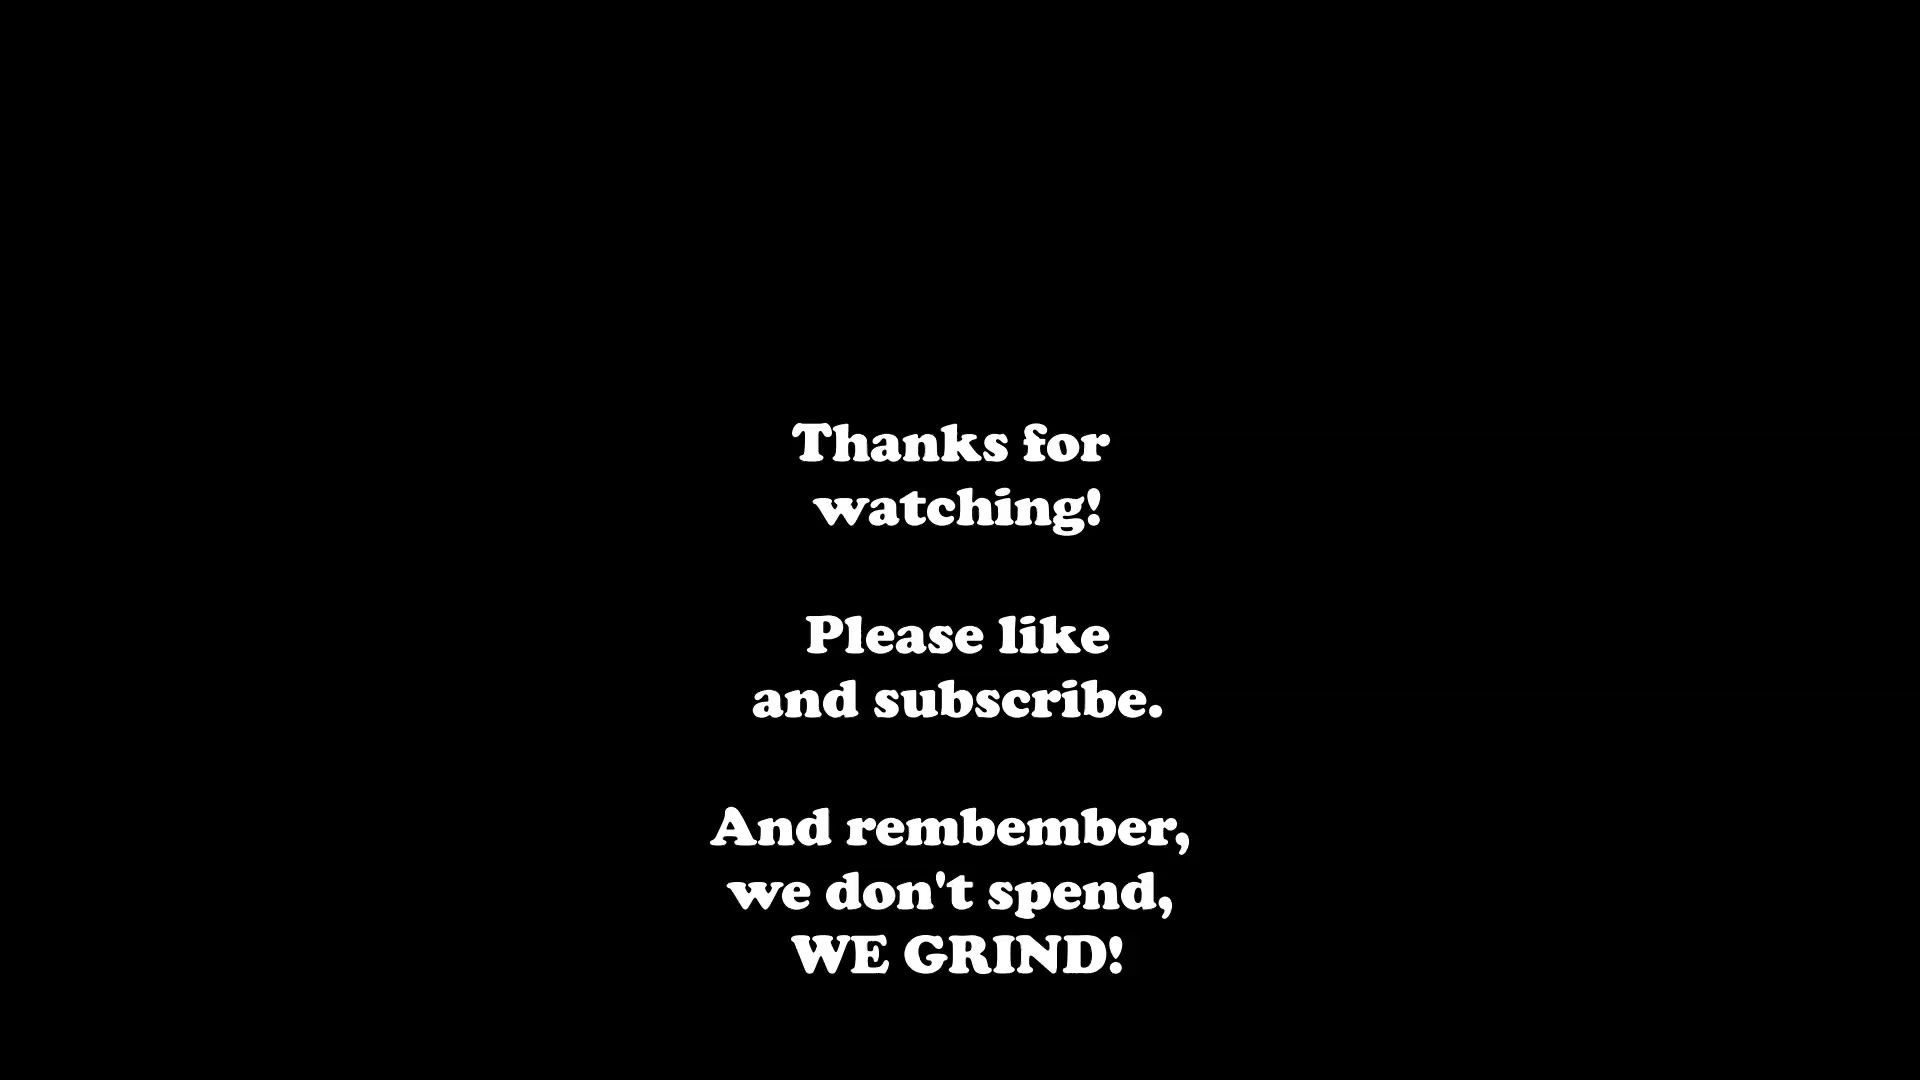 Thanks for
watching!
Please like
and subscribe.
And rembember,
we don't spend,
WE GRIND!